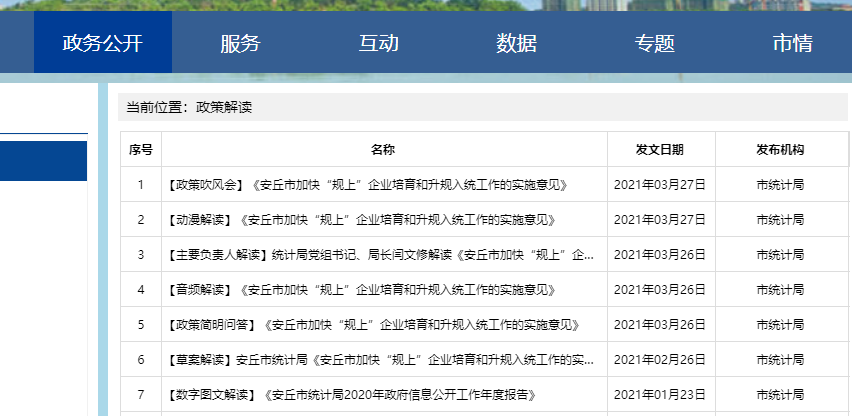 政务公开 服务 互动 数据 专题 市情
当前位置：政策解读
序号 名称 发文日期 发布机构
1 【政策吹风会】《安丘市加快“规上”企业培育和升规入统工作的实施意见》 2021年03月27日 市统计局
2 【动漫解读】《安丘市加快“规上”企业培育和升规入统工作的实施意见》 2021年03月27日 市统计局
3 【主要负责人解读】统计局党组书记、局长闫文修解读《安丘市加快“规上”企... 2021年03月26日 市统计局
4 【音频解读】《安丘市加快“规上”企业培育和升规入统工作的实施意见》 2021年03月26日 市统计局
5 【政策简明问答】《安丘市加快“规上”企业培育和升规入统工作的实施意见》 2021年03月26日 市统计局
6 【草案解读】安丘市统计局《安丘市加快“规上”企业培育和升规入统工作的实... 2021年02月26日 市统计局
7 【数字图文解读】《安丘市统计局2020年政府信息公开工作年度报告》 2021年01月23日 市统计局